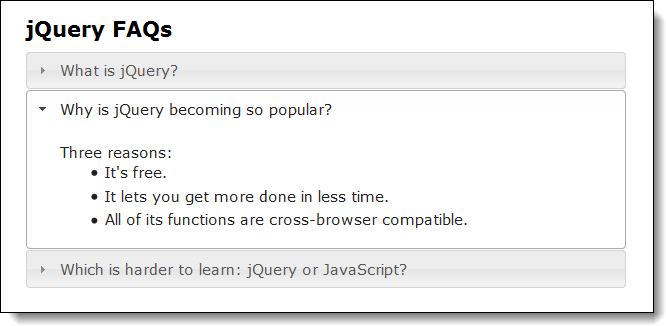 jQuery FAQs
What is jQuery?
Why is jQuery becoming so popular?
Three reasons:
• It's free.
• It lets you get more done in less time.
• All of its functions are cross-browser compatible.
Which is harder to learn: jQuery or JavaScript?